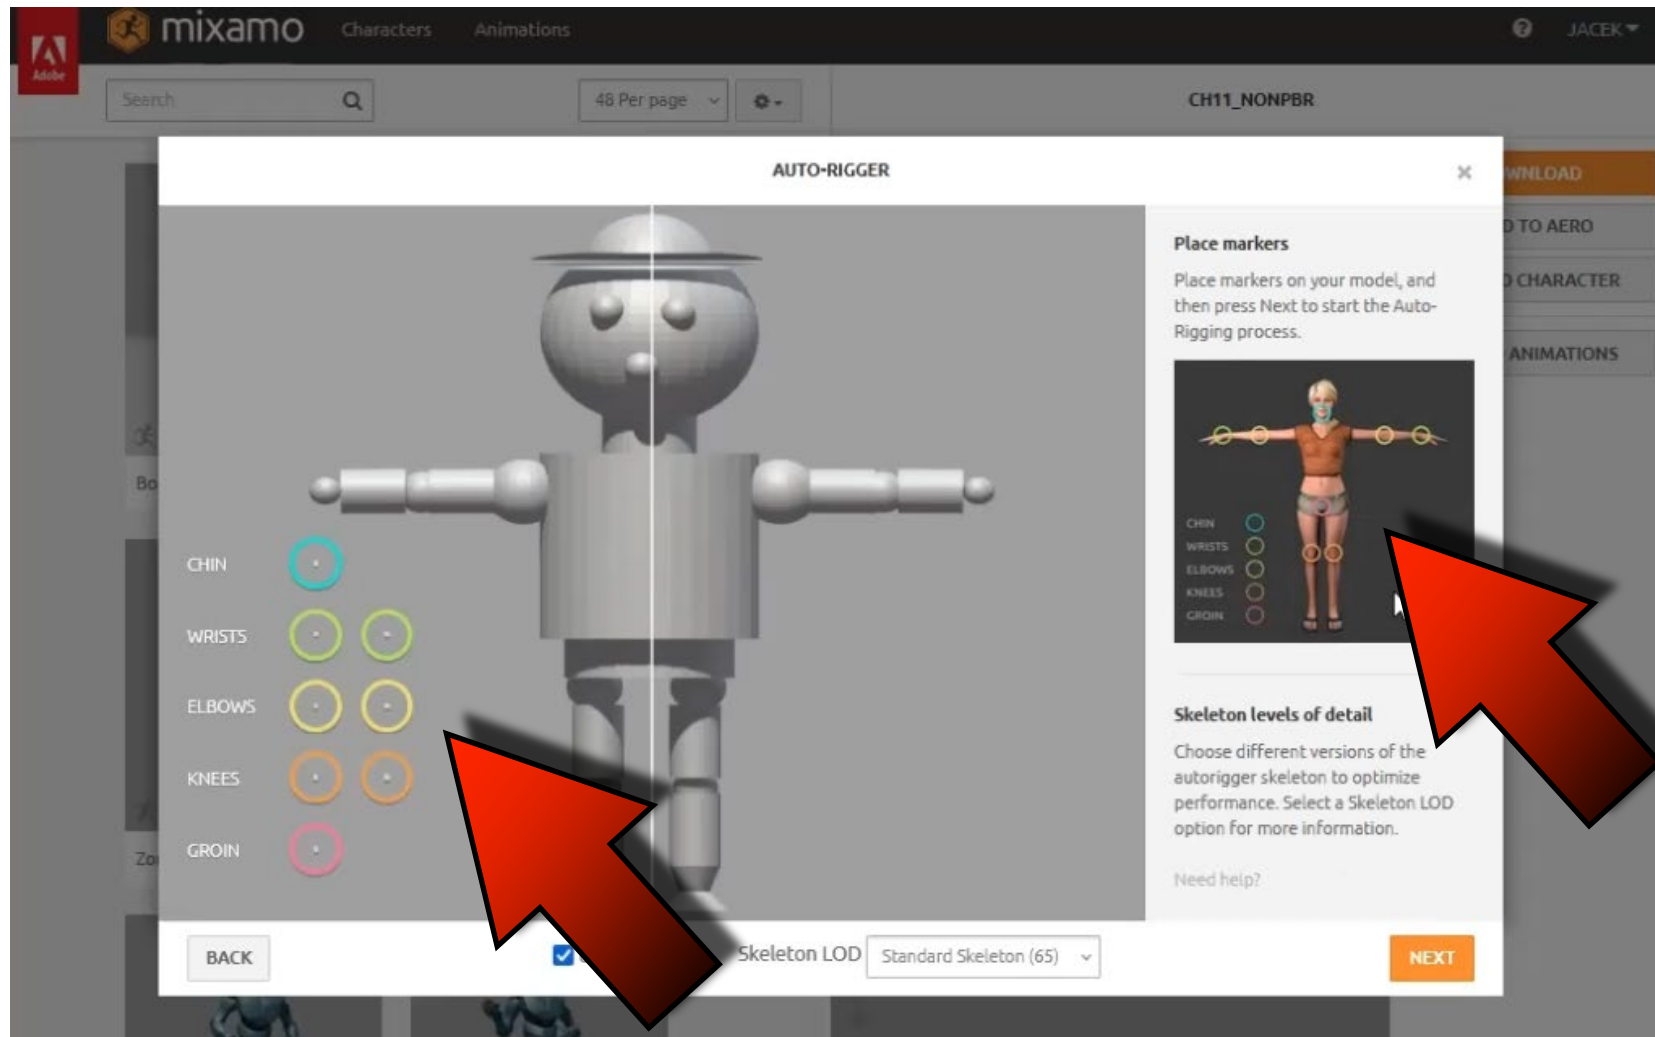 Adobe
mixamo
Characters
Animations
JACEK
Search
48 Per page
CH11_NONPBR
AUTO-RIGGER
WNLOAD
TO AERO
CHARACTER
ANIMATIONS
Bo
Zo
CHIN
WRISTS
ELBOWS
KNEES
GROIN
Place markers
Place markers on your model, and
then press Next to start the Auto-
Rigging process.
CHIN
WRISTS
ELBOWS
KNEES
GROIN
Skeleton levels of detail
Choose different versions of the
autorigger skeleton to optimize
performance. Select a Skeleton LOD
option for more information.
Need help?
BACK
Skeleton LOD
Standard Skeleton (65)
NEXT